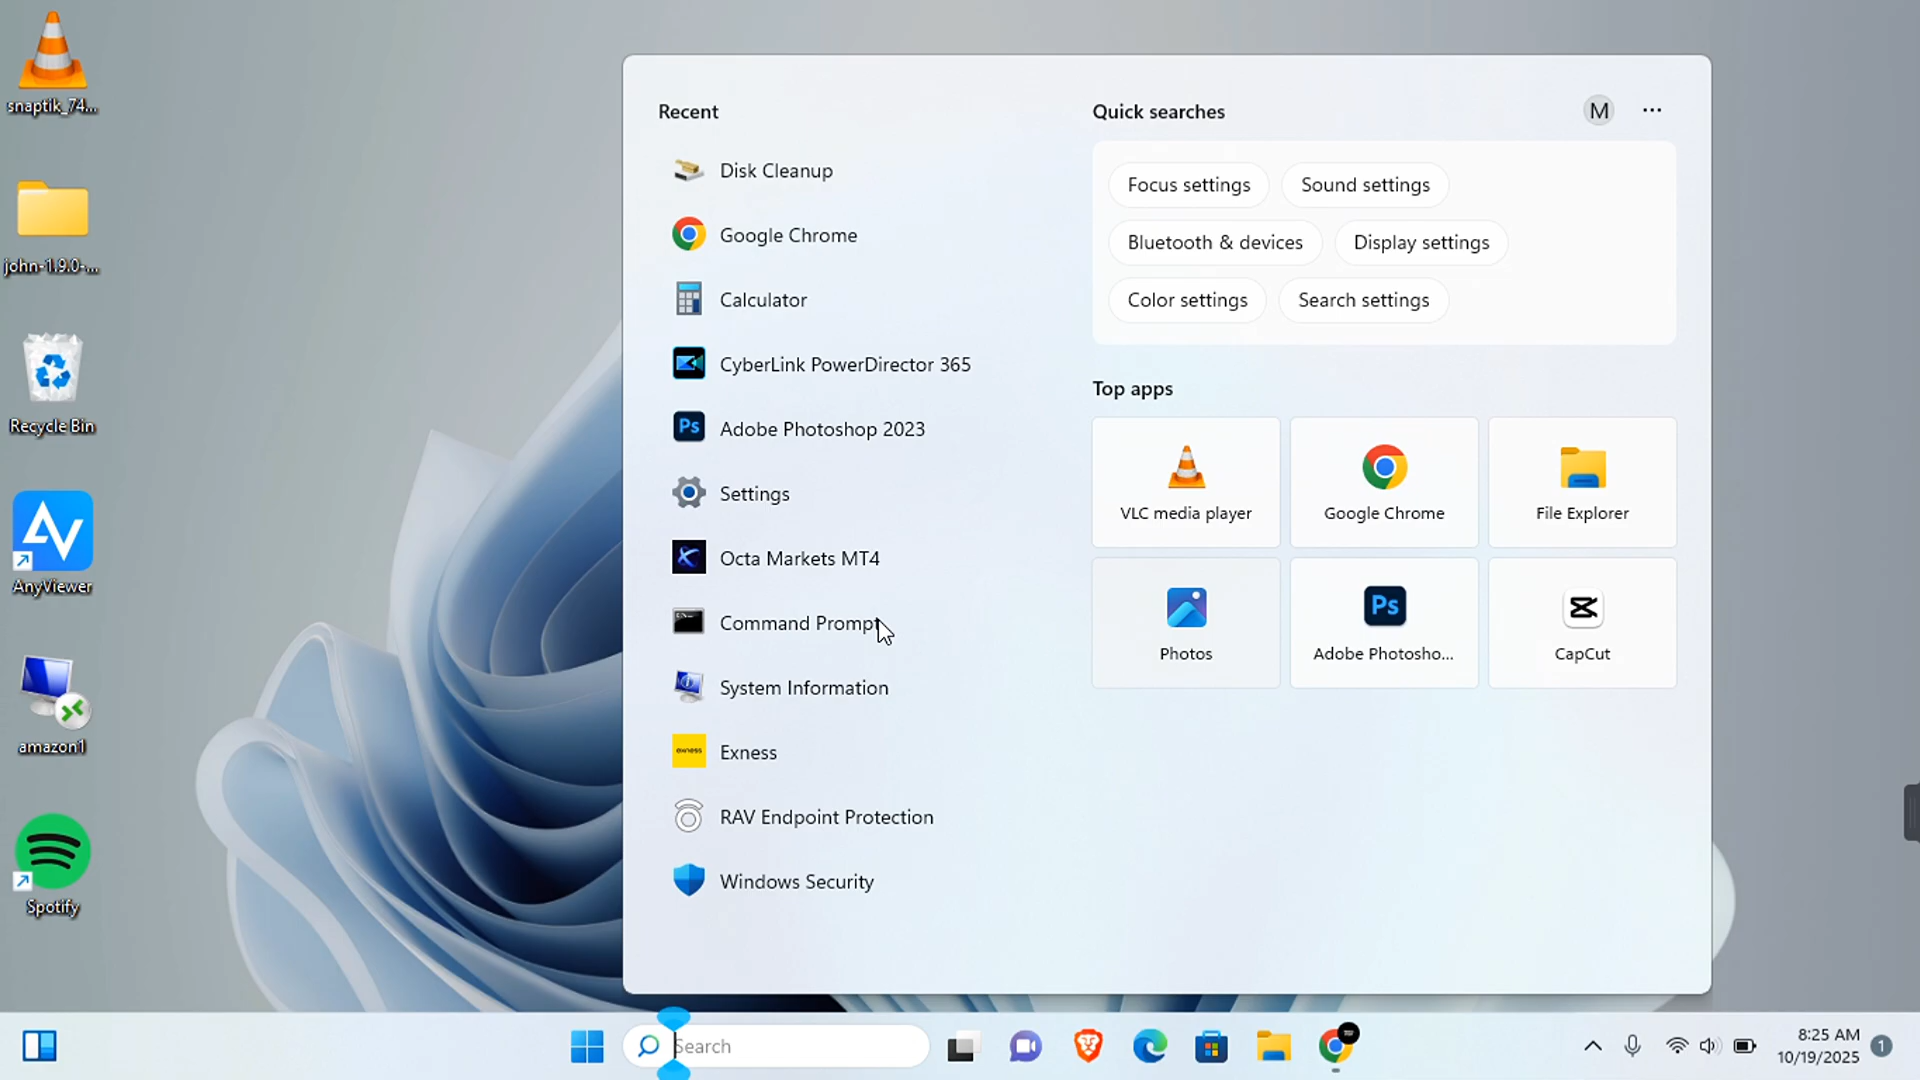 snaptik_74...
john-1.9.0-...
Recycle Bin
AnyViewer
amazon1
Spotify
Recent
Disk Cleanup
Google Chrome
Calculator
CyberLink PowerDirector 365
Ps
Adobe Photoshop 2023
Settings
Octa Markets MT4
Command Prompt
System Information
exness
Exness
RAV Endpoint Protection
Windows Security
Quick searches
M
Focus settings
Sound settings
Bluetooth & devices
Display settings
Color settings
Search settings
Top apps
VLC media player
Google Chrome
File Explorer
Photos
Ps
Adobe Photosho...
CapCut
Search
8:25 AM
10/19/2025
1